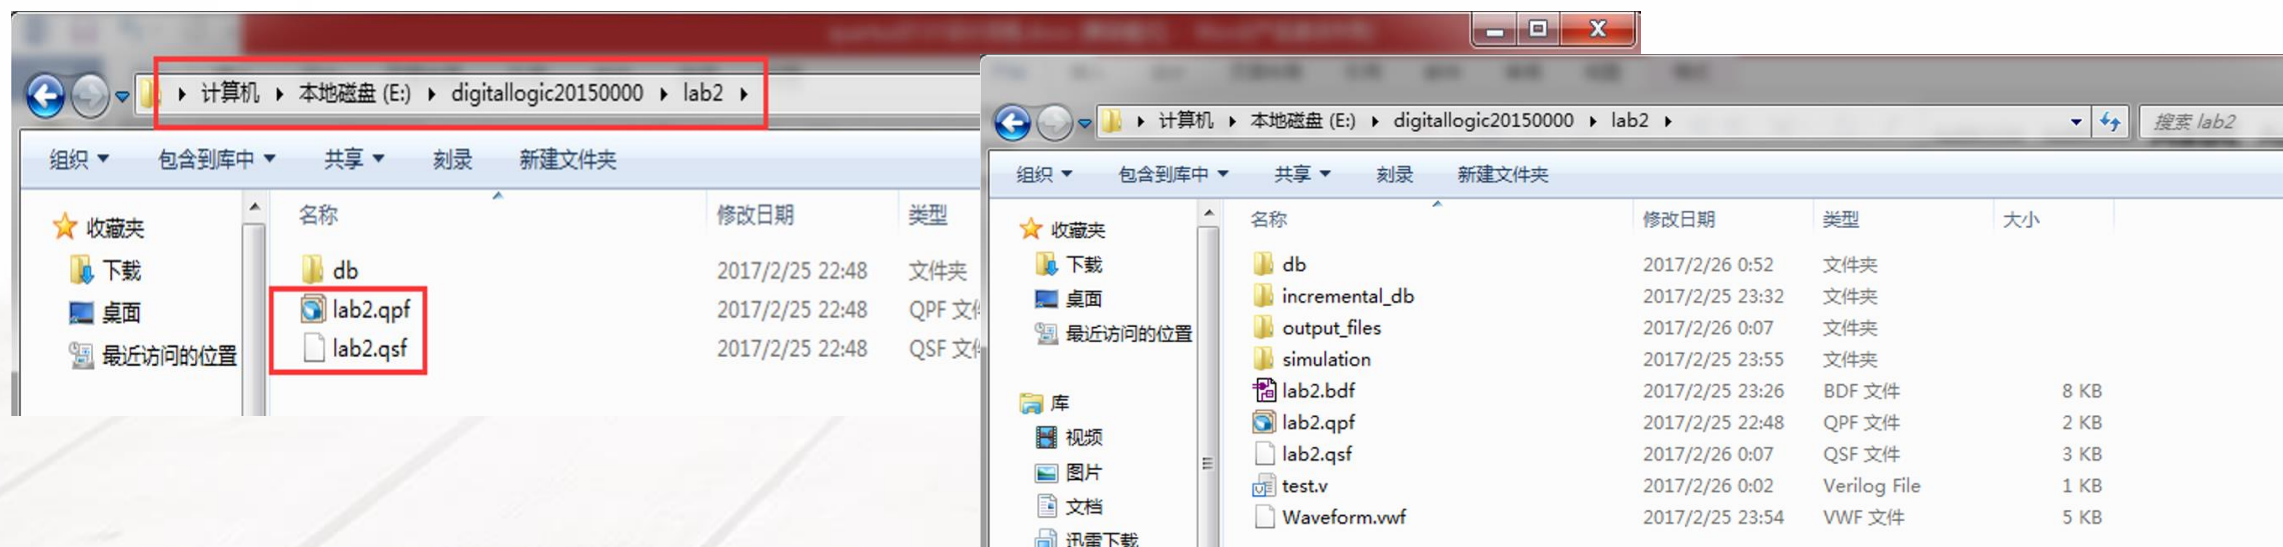 计算机 本地磁盘 (E:) digitallogic20150000 lab2
组织 包含到库中 共享 刻录 新建文件夹
名称 修改日期 类型
收藏夹
下载
桌面
最近访问的位置
db 2017/2/25 22:48 文件夹
lab2.qpf 2017/2/25 22:48 QPF 文
lab2.qsf 2017/2/25 22:48 QSF 文
计算机 本地磁盘 (E:) digitallogic20150000 lab2 搜索 lab2
组织 包含到库中 共享 刻录 新建文件夹
名称 修改日期 类型 大小
收藏夹
下载
桌面
最近访问的位置
库
视频
图片
文档
迅雷下载
db 2017/2/26 0:52 文件夹
incremental_db 2017/2/25 23:32 文件夹
output_files 2017/2/26 0:07 文件夹
simulation 2017/2/25 23:55 文件夹
lab2.bdf 2017/2/25 23:26 BDF 文件 8 KB
lab2.qpf 2017/2/25 22:48 QPF 文件 2 KB
lab2.qsf 2017/2/26 0:07 QSF 文件 3 KB
test.v 2017/2/26 0:02 Verilog File 1 KB
Waveform.vwf 2017/2/25 23:54 VWF 文件 5 KB